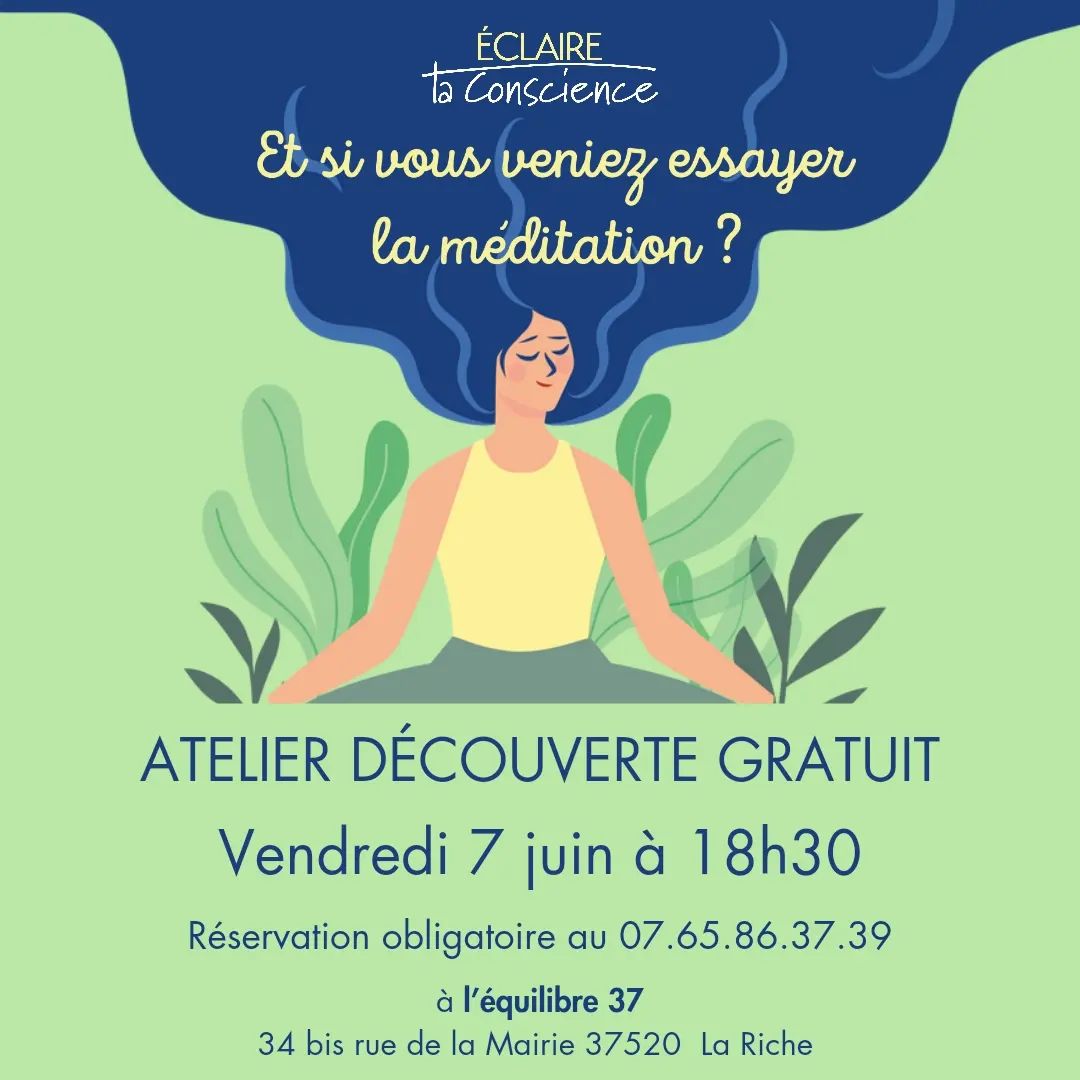 ÉCLAIRE
ta Conscience
Et si vous veniez essayer
la méditation ?
ATELIER DÉCOUVERTE GRATUIT
Vendredi 7 juin à 18h30
Réservation obligatoire au 07.65.86.37.39
à l'équilibre 37
34 bis rue de la Mairie 37520 La Riche